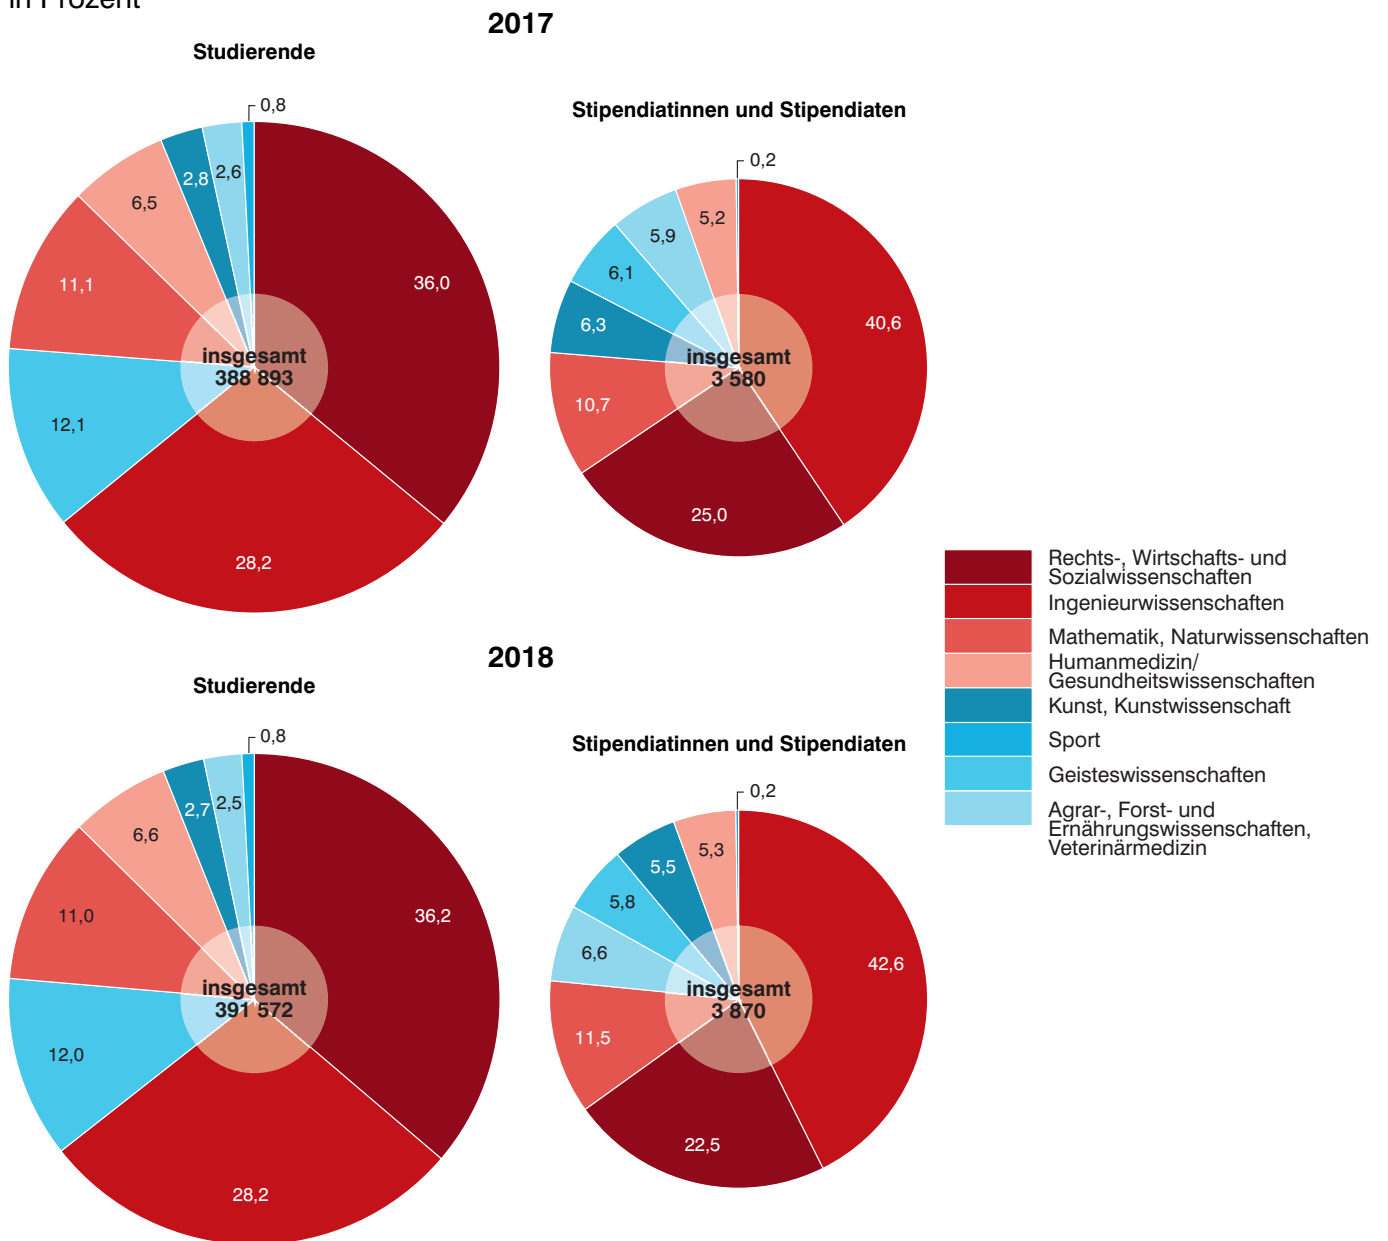 in Prozent
2017
Studierende
0,8
36,0
28,2
12,1
11,1
6,5
2,8
2,6
insgesamt
388 893
Stipendiatinnen und Stipendiaten
0,2
40,6
25,0
10,7
6,3
6,1
5,9
5,2
insgesamt
3 580
Rechts-, Wirtschafts- und
Sozialwissenschaften
Ingenieurwissenschaften
Mathematik, Naturwissenschaften
Humanmedizin/
Gesundheitswissenschaften
Kunst, Kunstwissenschaft
Sport
Geisteswissenschaften
Agrar-, Forst- und
Ernährungswissenschaften,
Veterinärmedizin
2018
Studierende
0,8
36,2
28,2
12,0
11,0
6,6
2,7
2,5
insgesamt
391 572
Stipendiatinnen und Stipendiaten
0,2
42,6
22,5
11,5
6,6
5,8
5,5
5,3
insgesamt
3 870